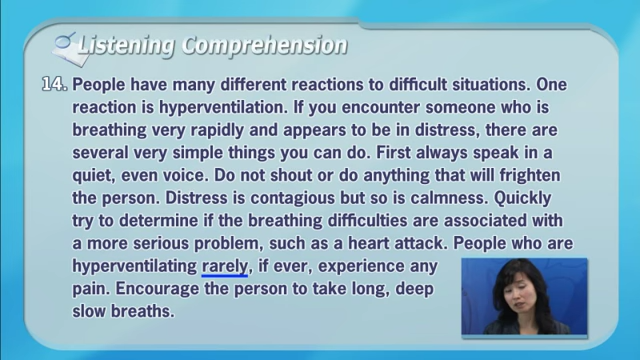 Listening Comprehension
14. People have many different reactions to difficult situations. One
reaction is hyperventilation. If you encounter someone who is
breathing very rapidly and appears to be in distress, there are
several very simple things you can do. First always speak in a
quiet, even voice. Do not shout or do anything that will frighten
the person. Distress is contagious but so is calmness. Quickly
try to determine if the breathing difficulties are associated with
a more serious problem, such as a heart attack. People who are
hyperventilating rarely, if ever, experience any
pain. Encourage the person to take long, deep
slow breaths.